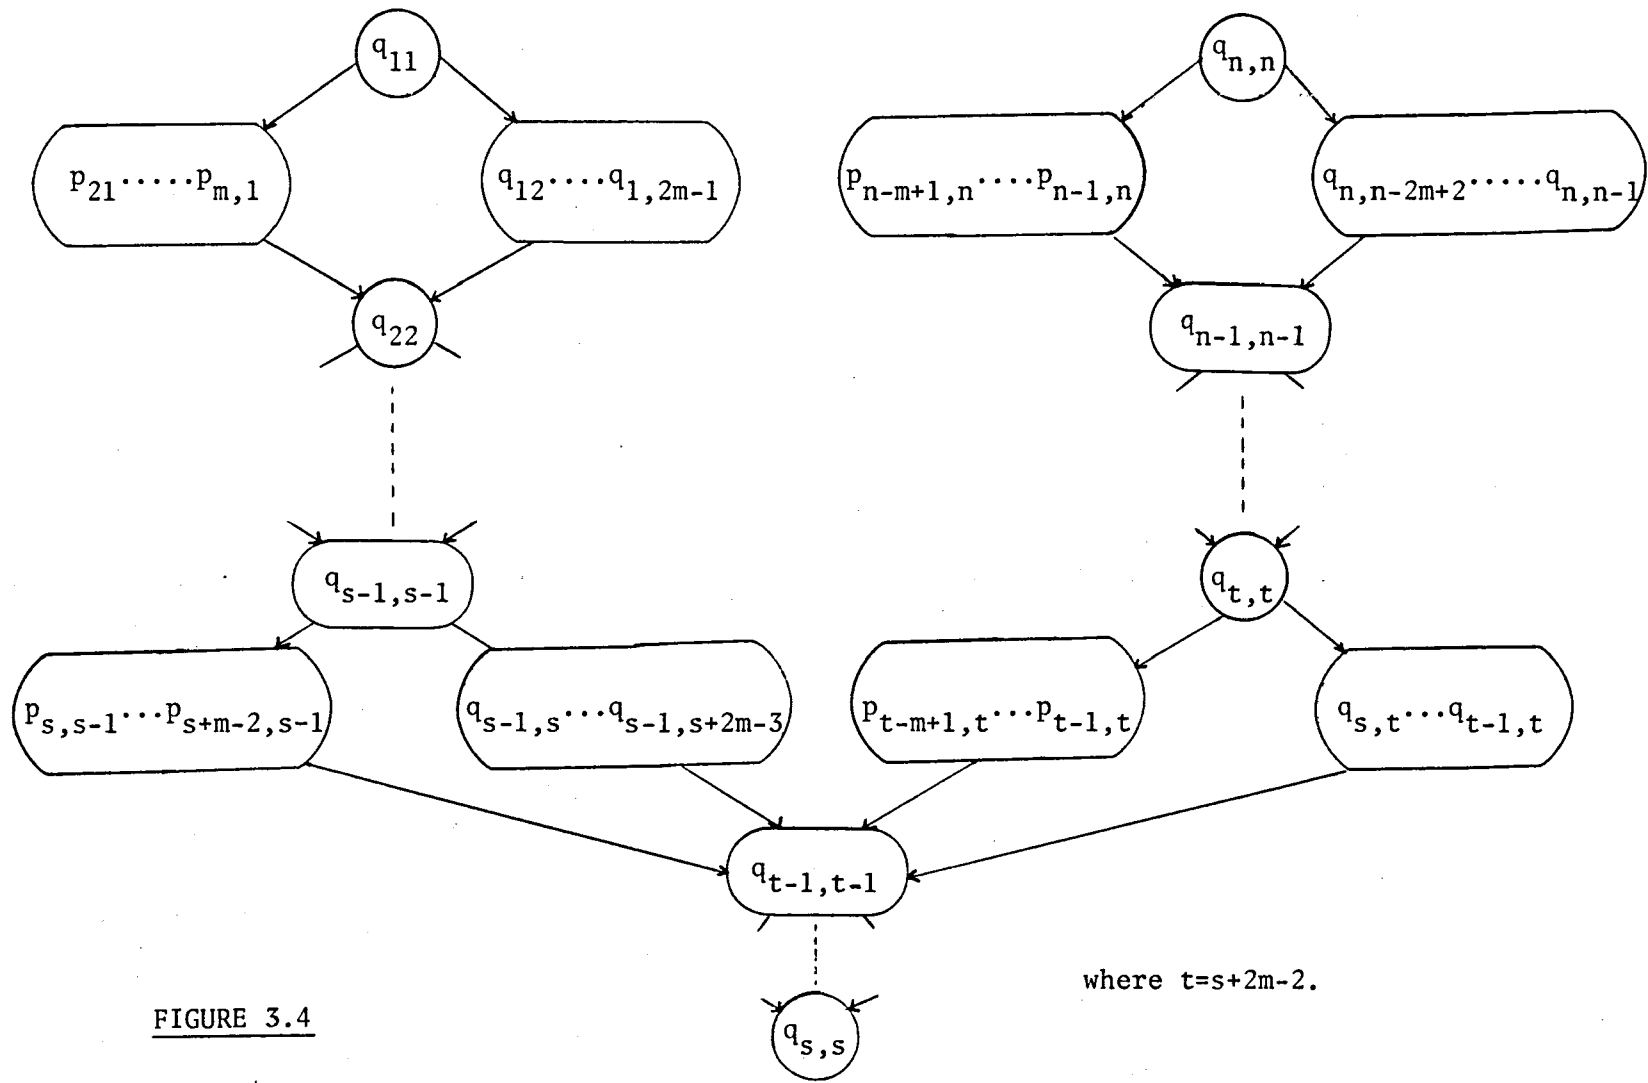 q11
qn,n
p21.....pm,1
q12....q1,2m-1
pn-m+1,n....pn-1,n
qn,n-2m+2.....qn,n-1
q22
qn-1,n-1
qs-1,s-1
qt,t
ps,s-1...ps+m-2,s-1
qs-1,s...qs-1,s+2m-3
pt-m+1,t...pt-1,t
qs,t...qt-1,t
qt-1,t-1
where t=s+2m-2.
FIGURE 3.4
qs,s